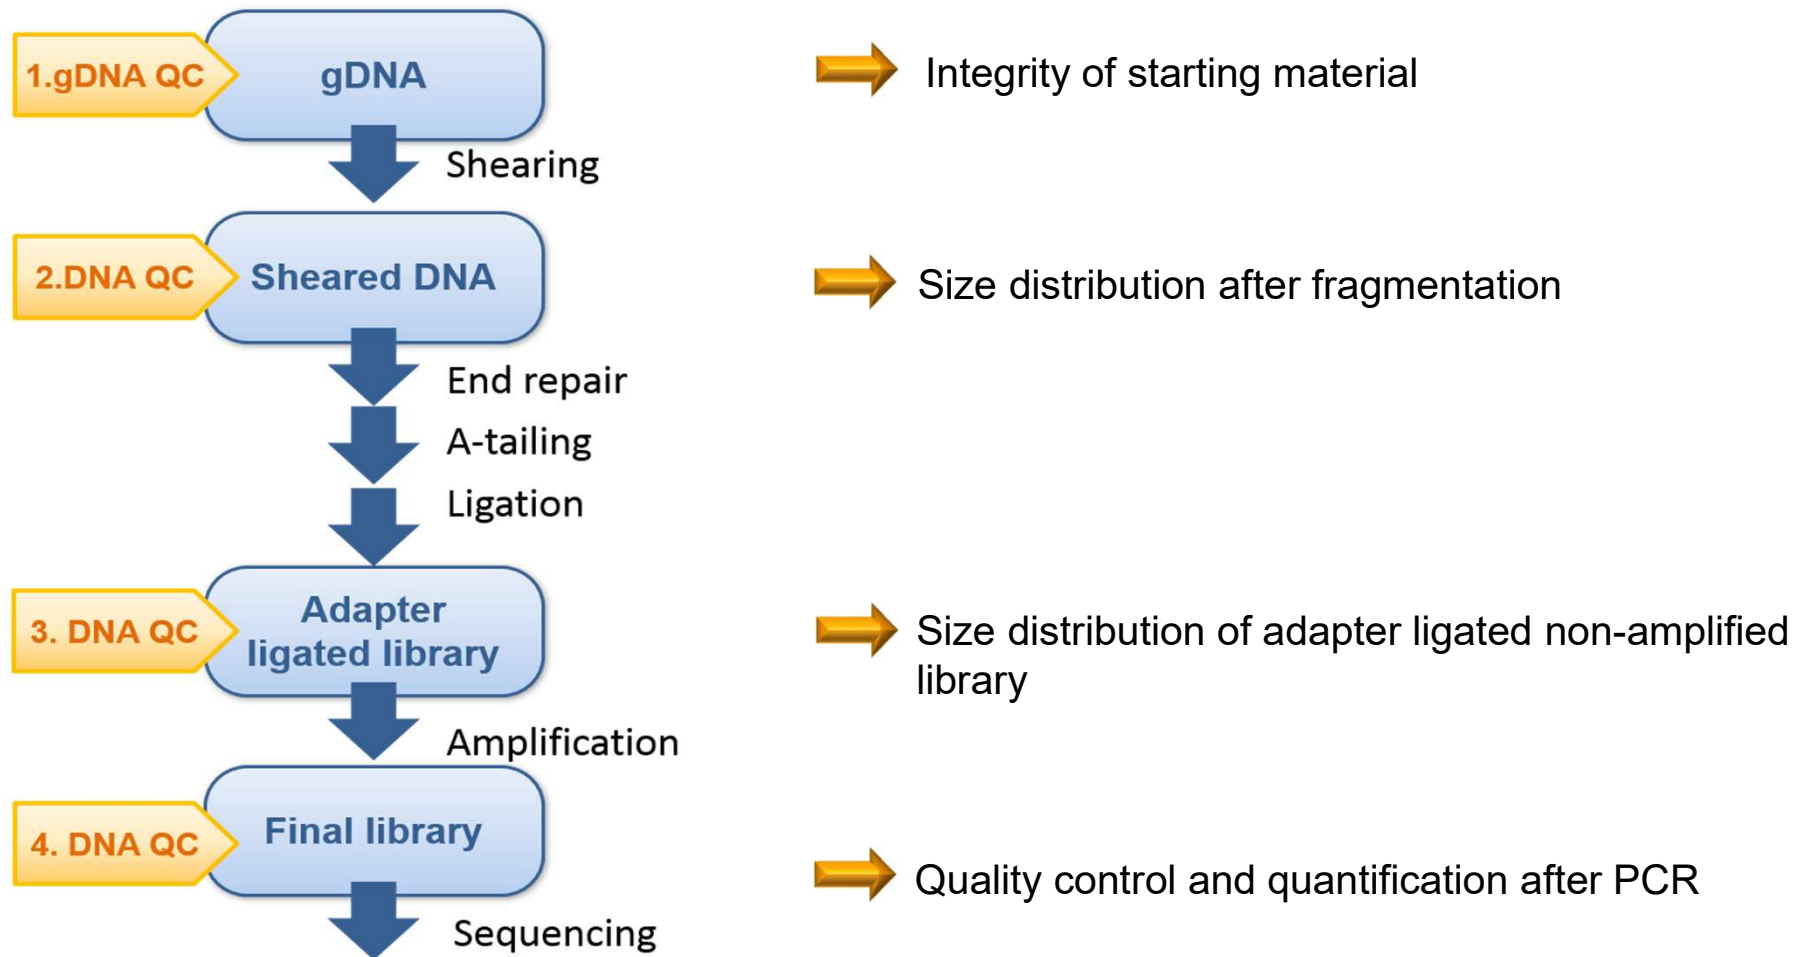 1.gDNA QC
gDNA
Integrity of starting material
Shearing
2.DNA QC
Sheared DNA
Size distribution after fragmentation
End repair
A-tailing
Ligation
3. DNA QC
Adapter
ligated library
Size distribution of adapter ligated non-amplified
library
Amplification
4. DNA QC
Final library
Quality control and quantification after PCR
Sequencing